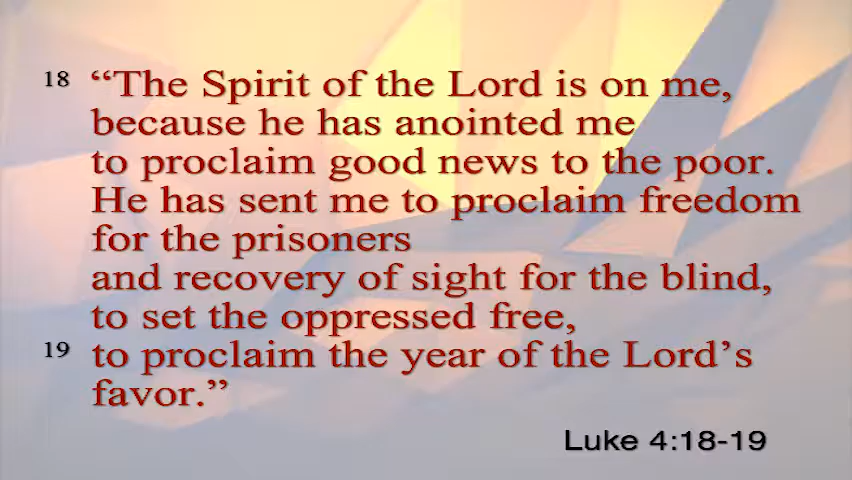 18 “The Spirit of the Lord is on me,
because he has anointed me
to proclaim good news to the poor.
He has sent me to proclaim freedom
for the prisoners
and recovery of sight for the blind,
to set the oppressed free,
19 to proclaim the year of the Lord’s
favor.”
Luke 4:18-19